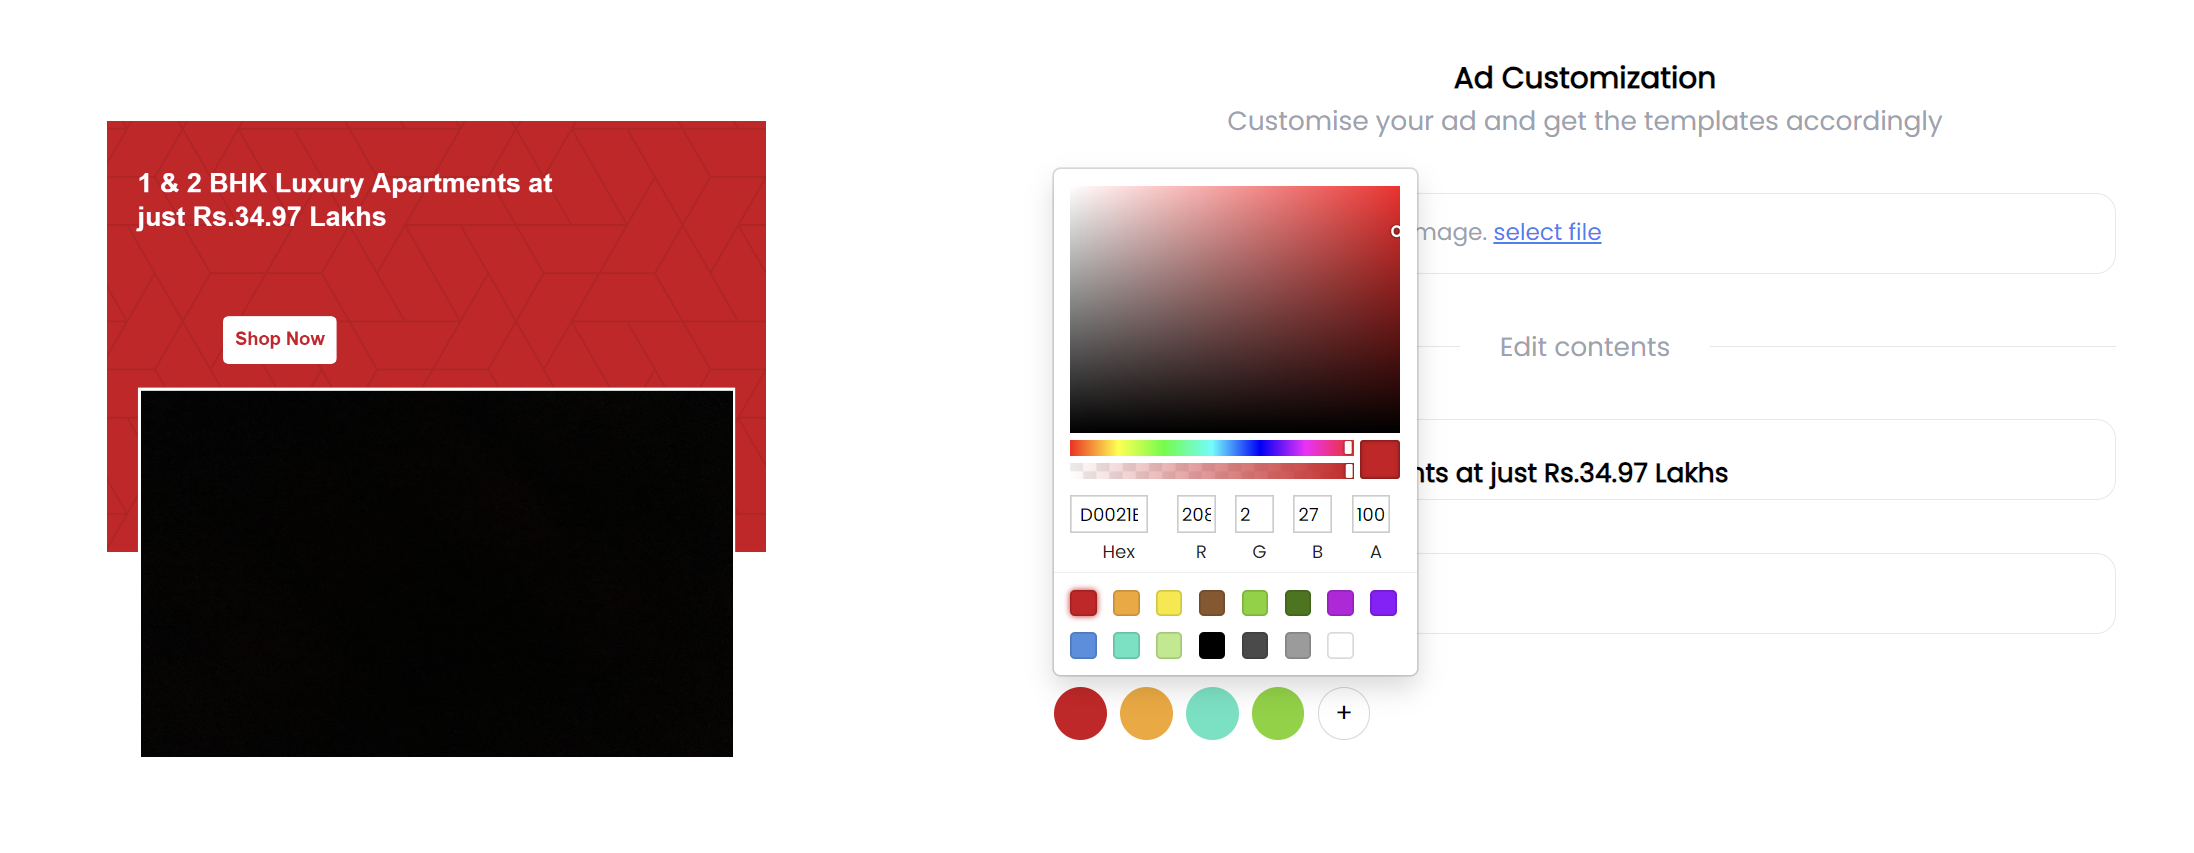 1 & 2 BHK Luxury Apartments at
just Rs.34.97 Lakhs
Shop Now
Ad Customization
Customise your ad and get the templates accordingly
mage. select file
Edit contents
nts at just Rs.34.97 Lakhs
D0021B 208 2 27 100
Hex R G B A
+